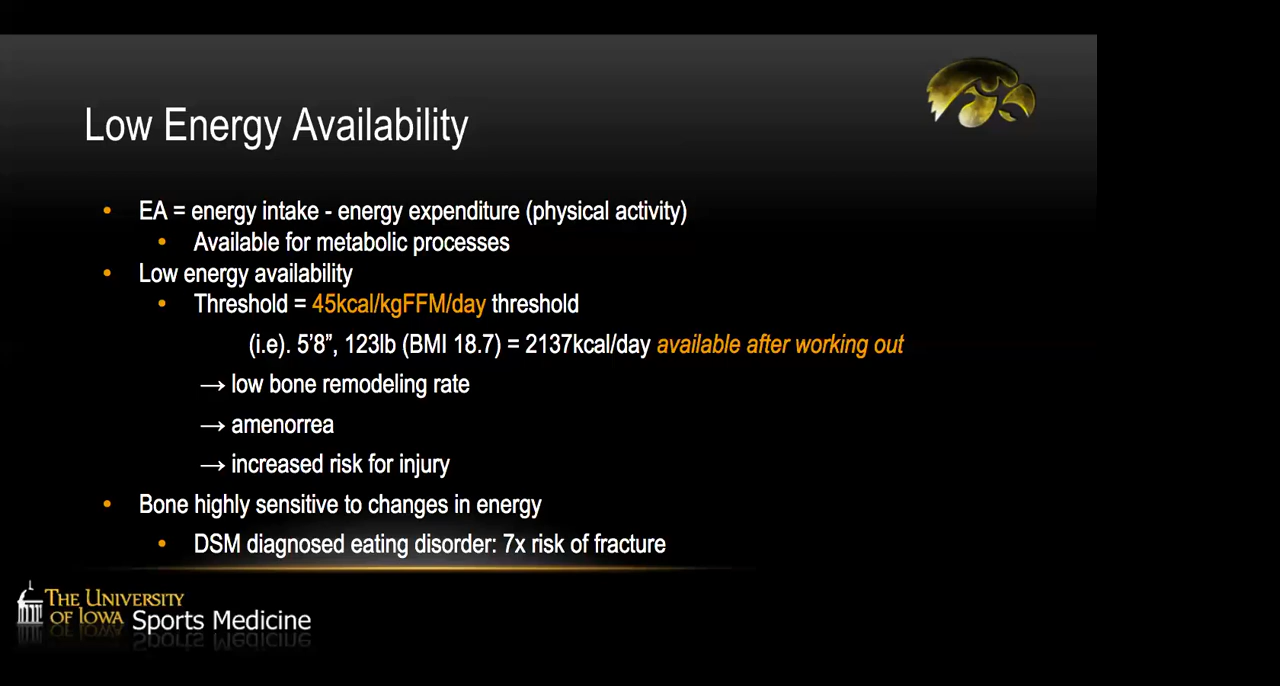 Low Energy Availability
• EA = energy intake - energy expenditure (physical activity)
• Available for metabolic processes
• Low energy availability
• Threshold = 45kcal/kgFFM/day threshold
(i.e). 5’8”, 123lb (BMI 18.7) = 2137kcal/day available after working out
→ low bone remodeling rate
→ amenorrea
→ increased risk for injury
• Bone highly sensitive to changes in energy
• DSM diagnosed eating disorder: 7x risk of fracture
THE UNIVERSITY
OF IOWA Sports Medicine